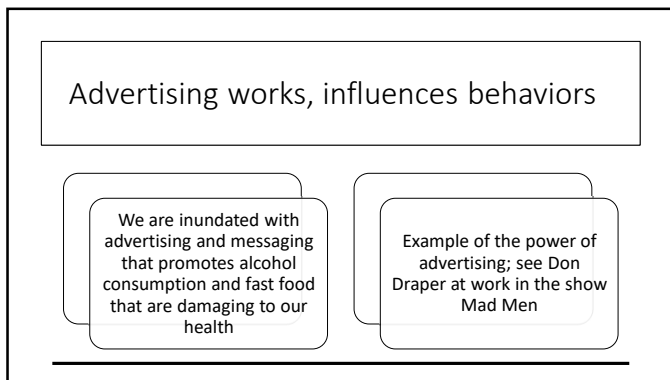 Advertising works, influences behaviors
We are inundated with
advertising and messaging
that promotes alcohol
consumption and fast food
that are damaging to our
health
Example of the power of
advertising; see Don
Draper at work in the show
Mad Men